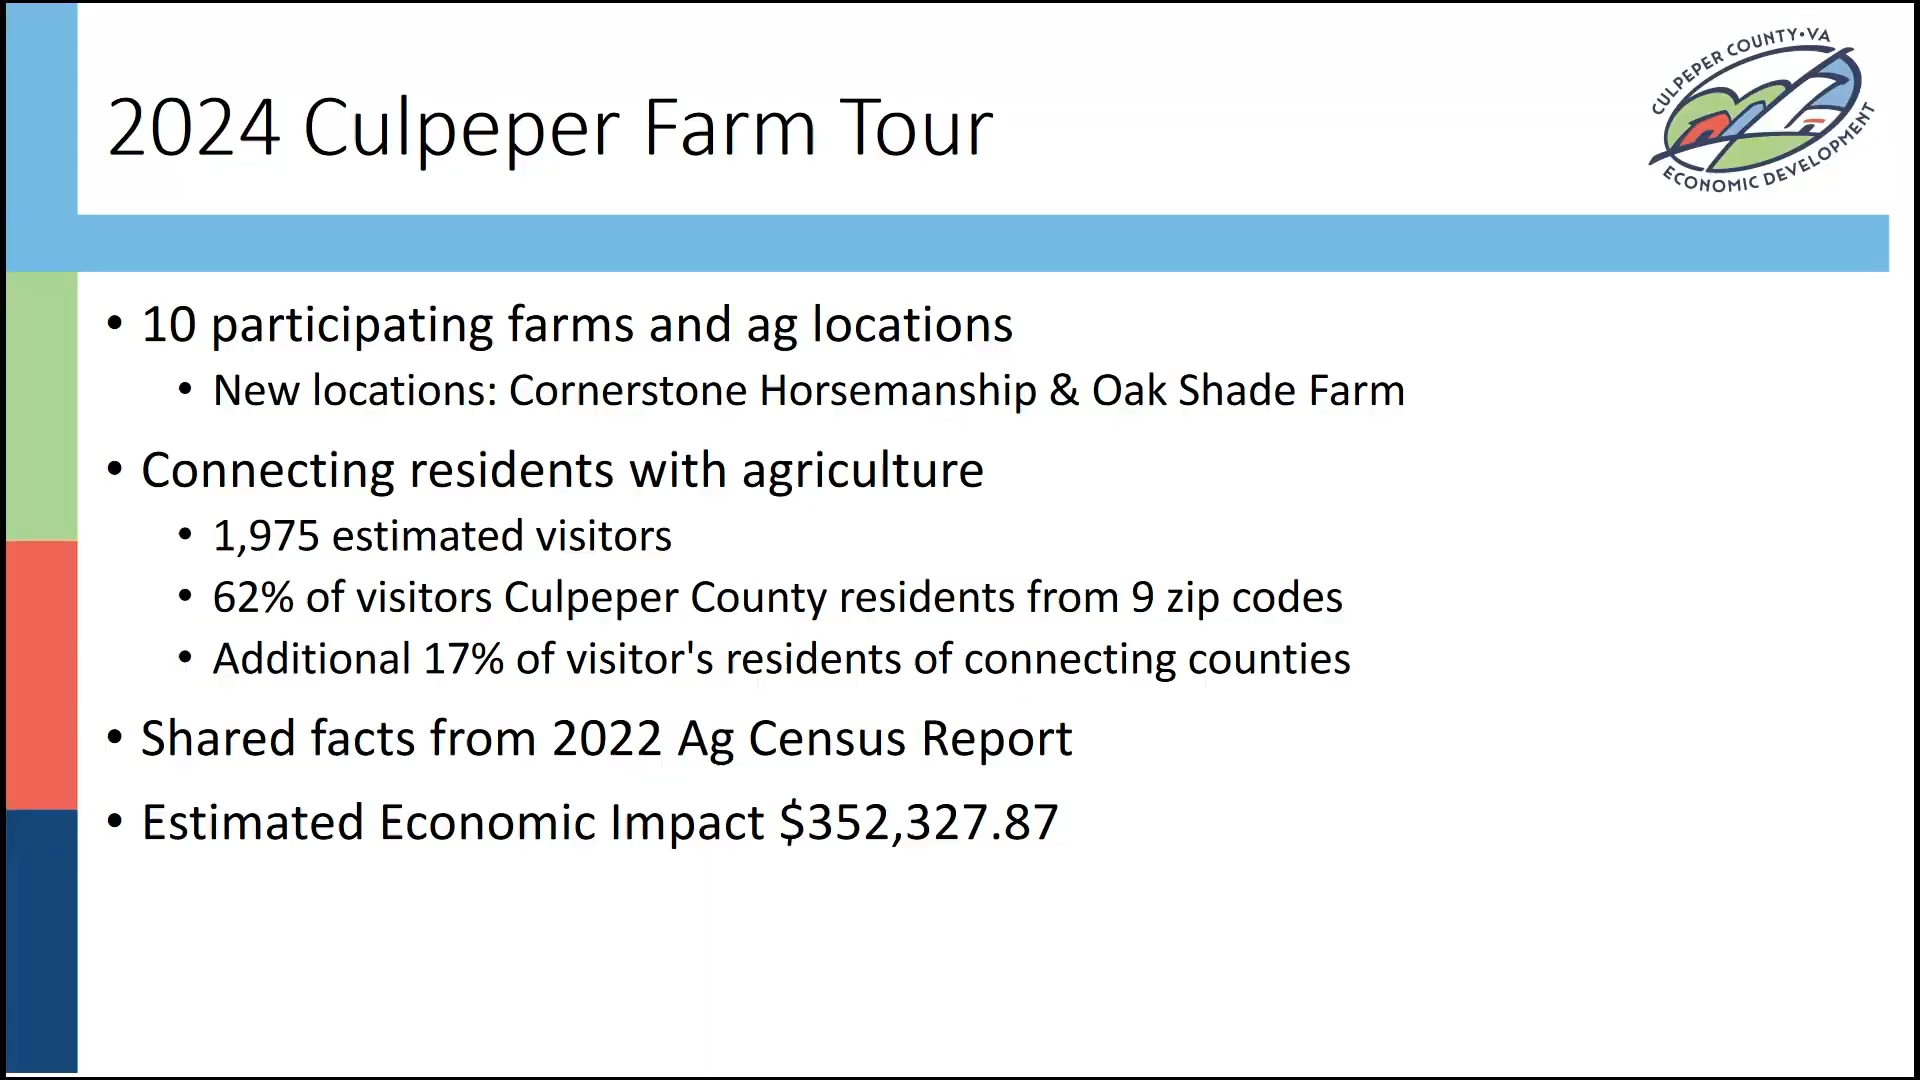 CULPEPER COUNTY•VA
ECONOMIC DEVELOPMENT
2024 Culpeper Farm Tour
• 10 participating farms and ag locations
• New locations: Cornerstone Horsemanship & Oak Shade Farm
• Connecting residents with agriculture
• 1,975 estimated visitors
• 62% of visitors Culpeper County residents from 9 zip codes
• Additional 17% of visitor's residents of connecting counties
• Shared facts from 2022 Ag Census Report
• Estimated Economic Impact $352,327.87